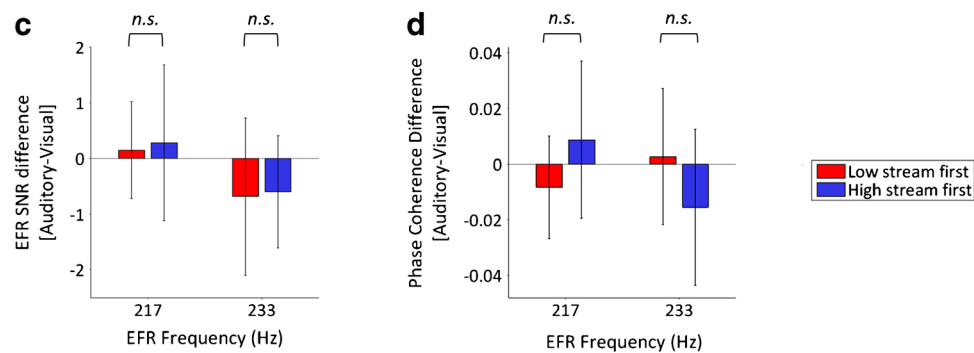 c
n.s.
n.s.
EFR SNR difference
[Auditory-Visual]
2
1
0
-1
-2
217
233
EFR Frequency (Hz)
d
n.s.
n.s.
Phase Coherence Difference
[Auditory-Visual]
0.04
0.02
0
-0.02
-0.04
217
233
EFR Frequency (Hz)
Low stream first
High stream first